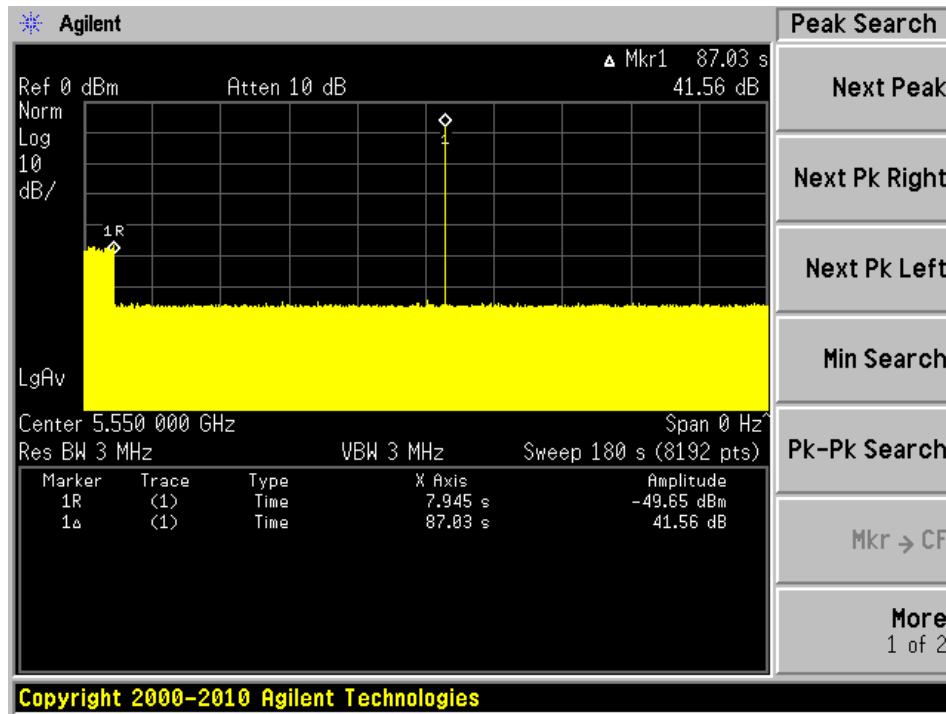 Agilent
Peak Search
▵ Mkr1 87.03 s
Ref 0 dBm Atten 10 dB 41.56 dB
Norm
Log
10
dB/
1
1R
LgAv
Center 5.550 000 GHz Span 0 Hz^
Res BW 3 MHz VBW 3 MHz Sweep 180 s (8192 pts)
Marker Trace Type X Axis Amplitude
1R (1) Time 7.945 s -49.65 dBm
1▵ (1) Time 87.03 s 41.56 dB
Next Peak
Next Pk Right
Next Pk Left
Min Search
Pk-Pk Search
Mkr → CF
More
1 of 2
Copyright 2000-2010 Agilent Technologies